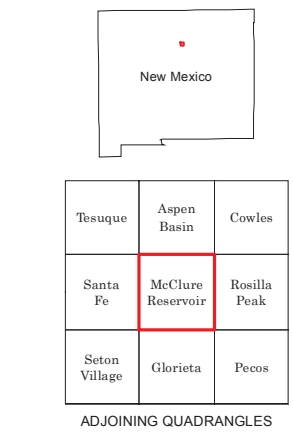 New Mexico
Tesuque
Aspen
Basin
Cowles
Santa
Fe
McClure
Reservoir
Rosilla
Peak
Seton
Village
Glorieta
Pecos
ADJOINING QUADRANGLES